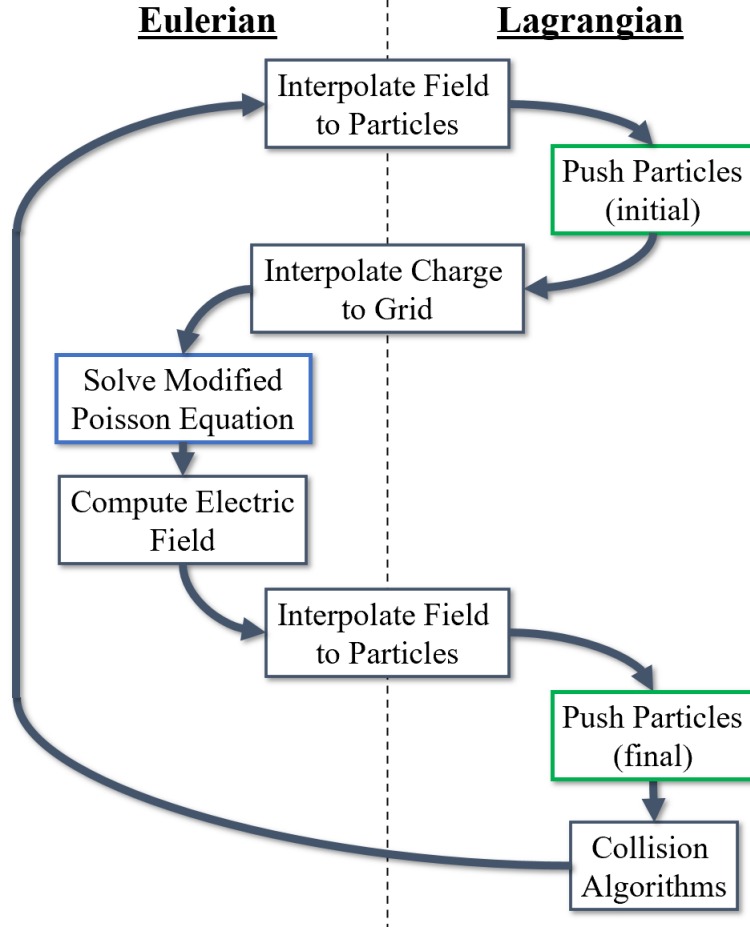 Eulerian
Lagrangian
Interpolate Field
to Particles
Push Particles
(initial)
Interpolate Charge
to Grid
Solve Modified
Poisson Equation
Compute Electric
Field
Interpolate Field
to Particles
Push Particles
(final)
Collision
Algorithms